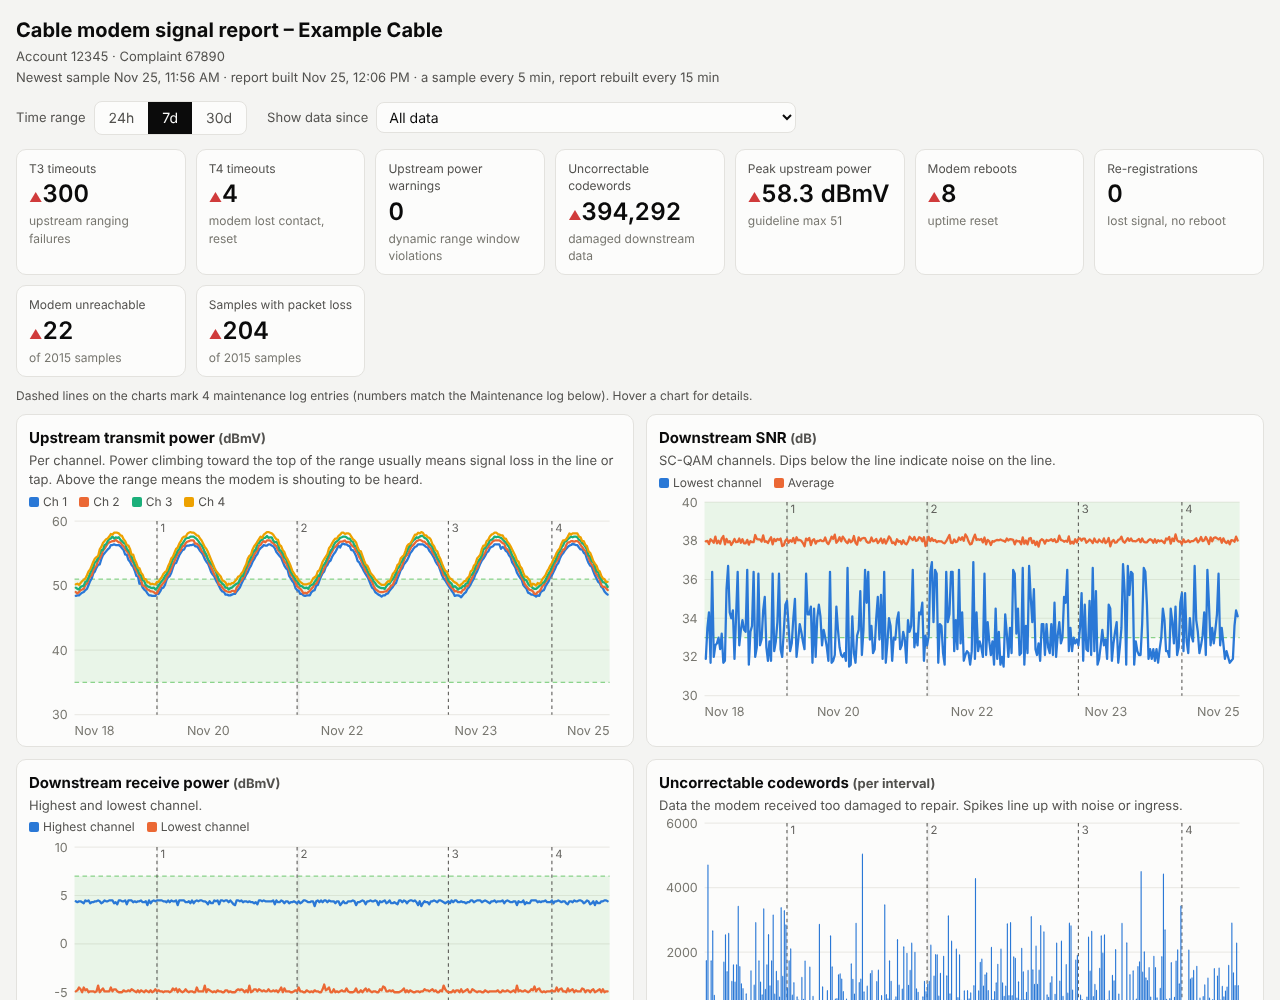 Cable modem signal report – Example Cable
Account 12345 · Complaint 67890
Newest sample Nov 25, 11:56 AM · report built Nov 25, 12:06 PM · a sample every 5 min, report rebuilt every 15 min
Time range 24h 7d 30d Show data since All data
T3 timeouts
▲300
upstream ranging
failures
T4 timeouts
▲4
modem lost contact,
reset
Upstream power
warnings
0
dynamic range window
violations
Uncorrectable
codewords
▲394,292
damaged downstream
data
Peak upstream power
▲58.3 dBmV
guideline max 51
Modem reboots
▲8
uptime reset
Re-registrations
0
lost signal, no reboot
Modem unreachable
▲22
of 2015 samples
Samples with packet loss
▲204
of 2015 samples
Dashed lines on the charts mark 4 maintenance log entries (numbers match the Maintenance log below). Hover a chart for details.
Upstream transmit power (dBmV)
Per channel. Power climbing toward the top of the range usually means signal loss in the line or
tap. Above the range means the modem is shouting to be heard.
Ch 1 Ch 2 Ch 3 Ch 4
60
1 2 3 4
50
40
30
Nov 18 Nov 20 Nov 22 Nov 23 Nov 25
Downstream SNR (dB)
SC-QAM channels. Dips below the line indicate noise on the line.
Lowest channel Average
40
1 2 3 4
38
36
34
32
30
Nov 18 Nov 20 Nov 22 Nov 23 Nov 25
Downstream receive power (dBmV)
Highest and lowest channel.
Highest channel Lowest channel
10
1 2 3 4
5
0
-5
Uncorrectable codewords (per interval)
Data the modem received too damaged to repair. Spikes line up with noise or ingress.
6000
1 2 3 4
4000
2000